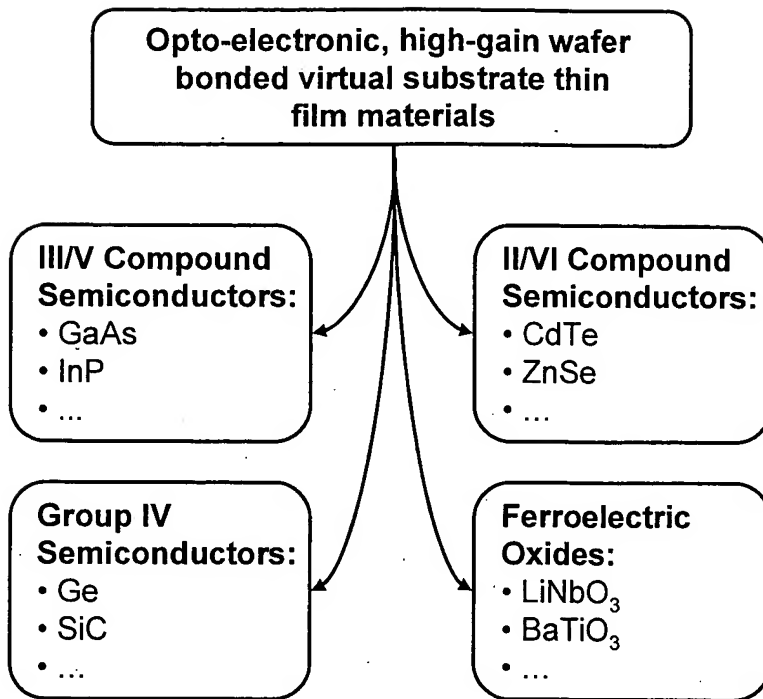 Opto-electronic, high-gain wafer
bonded virtual substrate thin
film materials
III/V Compound
Semiconductors:
• GaAs
• InP
• ...
II/VI Compound
Semiconductors:
• CdTe
• ZnSe
• ...
Group IV
Semiconductors:
• Ge
• SiC
• ...
Ferroelectric
Oxides:
• LiNbO₃
• BaTiO₃
• ...